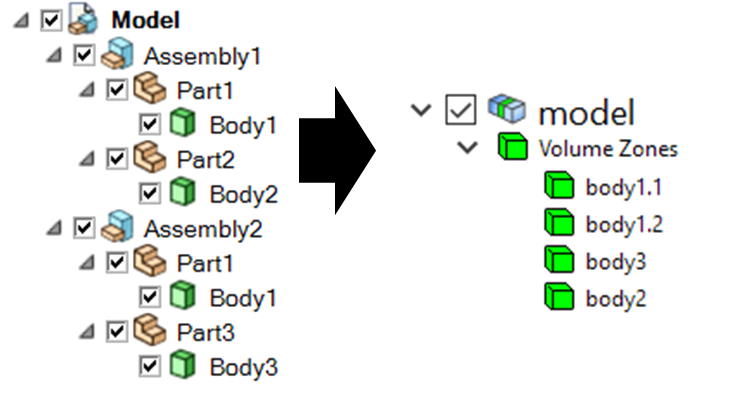 Model
Assembly1
Part1
Body1
Part2
Body2
Assembly2
Part1
Body1
Part3
Body3
model
Volume Zones
body1.1
body1.2
body3
body2